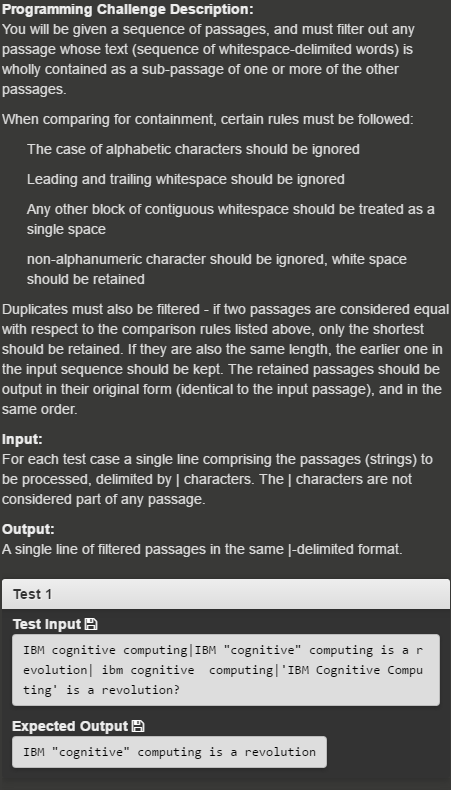 Programming Challenge Description:
You will be given a sequence of passages, and must filter out any
passage whose text (sequence of whitespace-delimited words) is
wholly contained as a sub-passage of one or more of the other
passages.
When comparing for containment, certain rules must be followed:
The case of alphabetic characters should be ignored
Leading and trailing whitespace should be ignored
Any other block of contiguous whitespace should be treated as a
single space
non-alphanumeric character should be ignored, white space
should be retained
Duplicates must also be filtered - if two passages are considered equal
with respect to the comparison rules listed above, only the shortest
should be retained. If they are also the same length, the earlier one in
the input sequence should be kept. The retained passages should be
output in their original form (identical to the input passage), and in the
same order.
Input:
For each test case a single line comprising the passages (strings) to
be processed, delimited by | characters. The | characters are not
considered part of any passage.
Output:
A single line of filtered passages in the same |-delimited format.
Test 1
Test Input
IBM cognitive computing|IBM "cognitive" computing is a r
evolution| ibm cognitive  computing|'IBM Cognitive Compu
ting' is a revolution?
Expected Output
IBM "cognitive" computing is a revolution